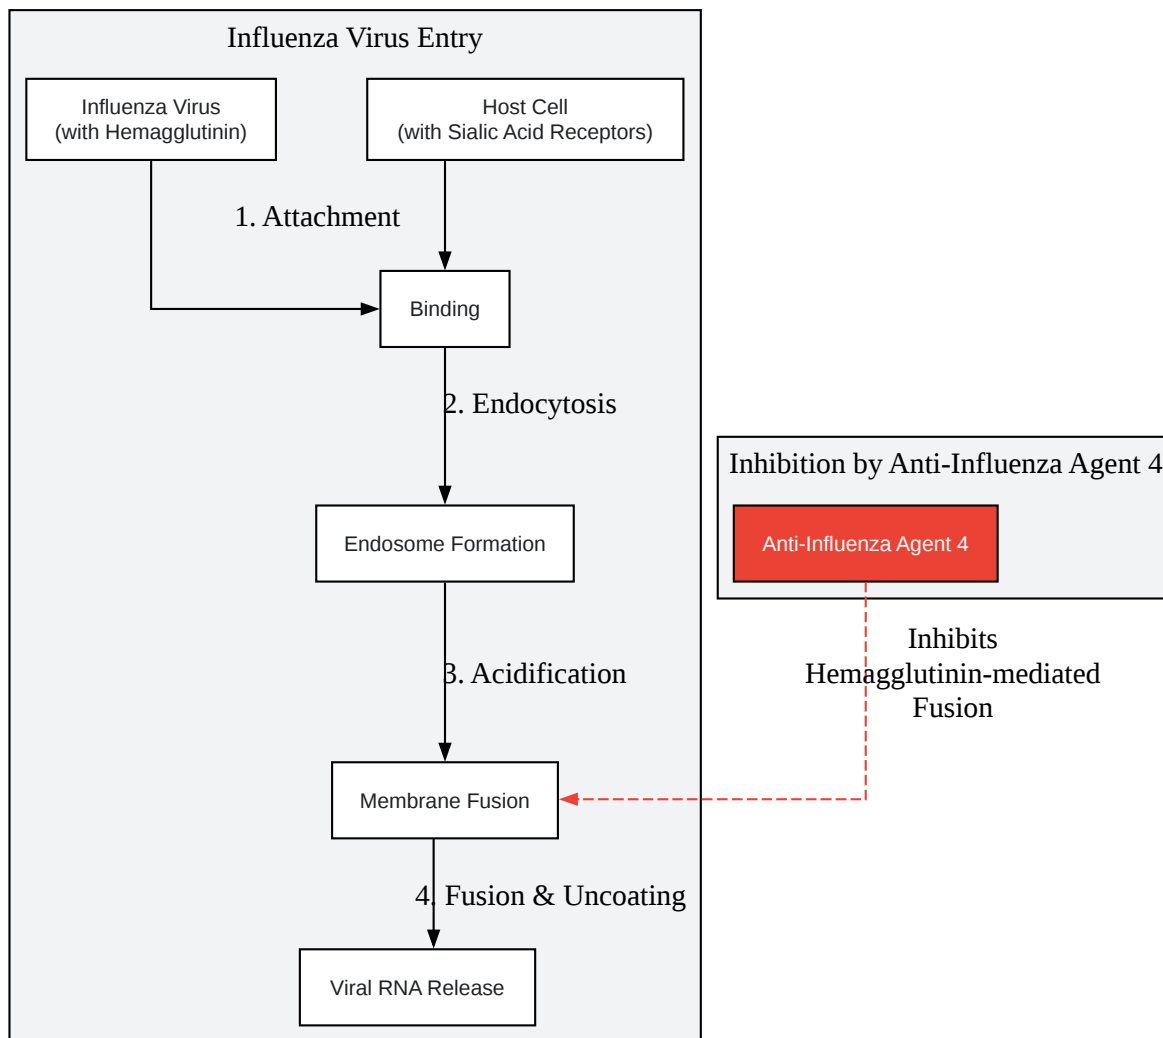 Influenza Virus Entry
Influenza Virus
(with Hemagglutinin)
Host Cell
(with Sialic Acid Receptors)
1. Attachment
Binding
2. Endocytosis
Inhibition by Anti-Influenza Agent 4
Endosome Formation
Anti-Influenza Agent 4
Inhibits
Hemagglutinin-mediated
Fusion
3. Acidification
Membrane Fusion
4. Fusion & Uncoating
Viral RNA Release